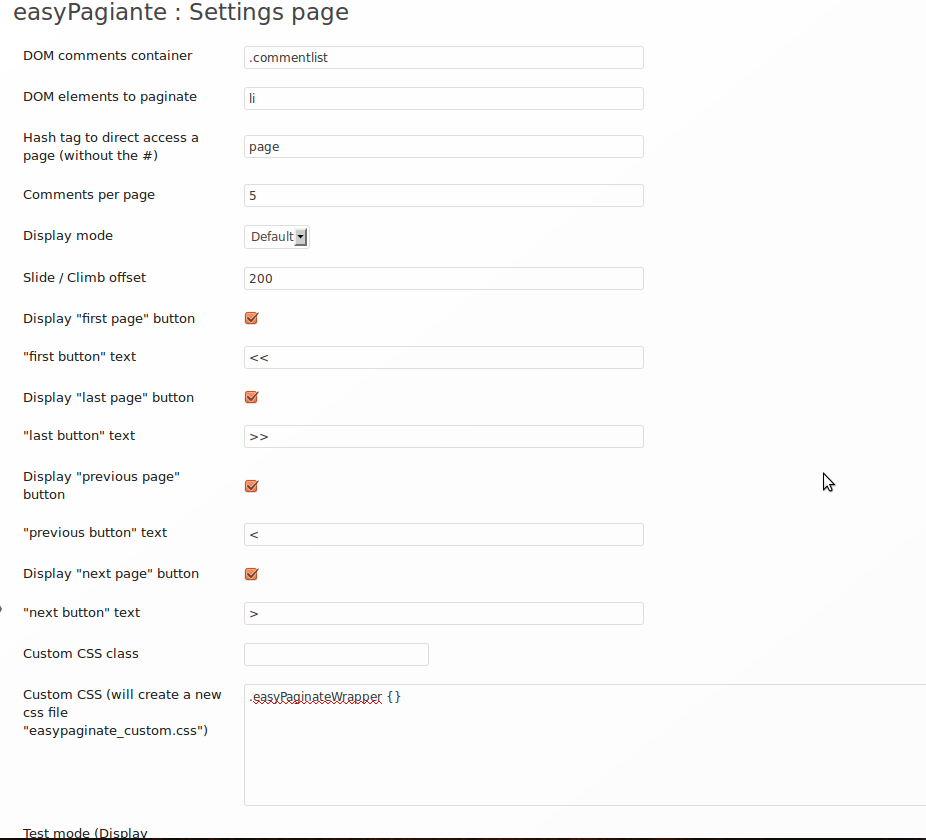 easyPagiante : Settings page
DOM comments container
.commentlist
DOM elements to paginate
li
Hash tag to direct access a
page (without the #)
page
Comments per page
5
Display mode
Default
Slide / Climb offset
200
Display "first page" button
"first button" text
<<
Display "last page" button
"last button" text
>>
Display "previous page"
button
"previous button" text
<
Display "next page" button
"next button" text
>
Custom CSS class
Custom CSS (will create a new
css file
"easypaginate_custom.css")
.easyPaginateWrapper {}
Test mode (Display